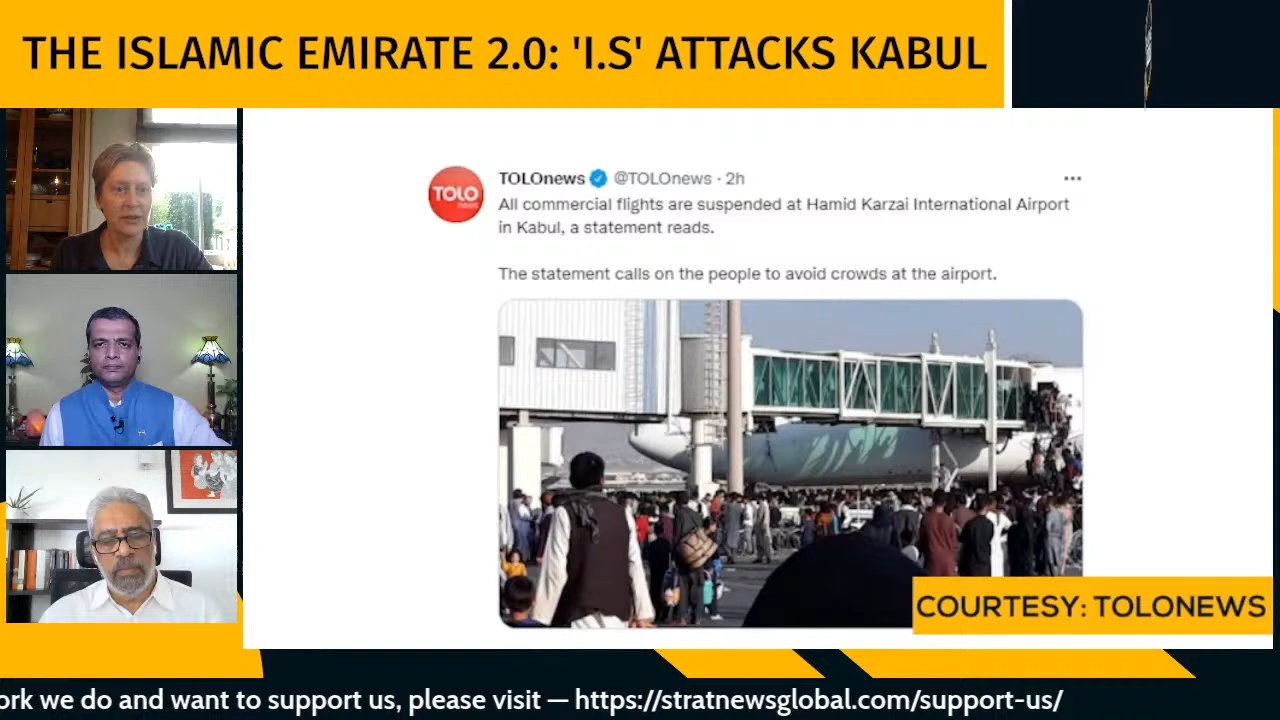 THE ISLAMIC EMIRATE 2.0: 'I.S' ATTACKS KABUL
TOLO
news
TOLOnews @TOLOnews · 2h
All commercial flights are suspended at Hamid Karzai International Airport
in Kabul, a statement reads.
The statement calls on the people to avoid crowds at the airport.
COURTESY: TOLONEWS
ork we do and want to support us, please visit — https://stratnewsglobal.com/support-us/